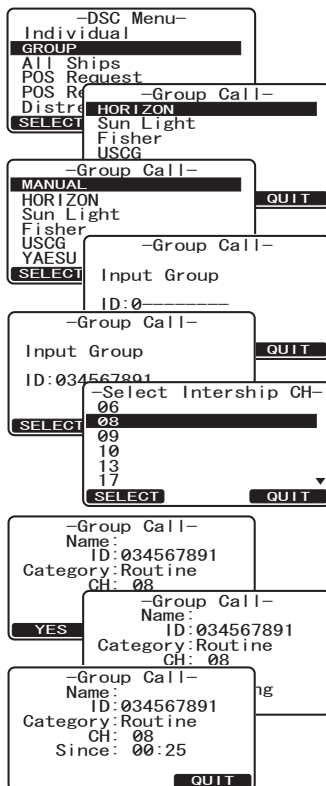 -DSC Menu-
Individual
GROUP
All Ships
POS Request
POS Re
Distre
SELECT
-Group Call-
HORIZON
Sun Light
Fisher
USCG
QUIT
-Group Call-
MANUAL
HORIZON
Sun Light
Fisher
USCG
YAESU
SELECT
-Group Call-
Input Group
ID:0--------
QUIT
-Group Call-
Input Group
ID:034567891
SELECT
-Select Intership CH-
06
08
09
10
13
17
SELECT QUIT
-Group Call-
Name:
ID:034567891
Category:Routine
CH: 08
YES
-Group Call-
Name:
ID:034567891
Category:Routine
CH: 08
ng
-Group Call-
Name:
ID:034567891
Category:Routine
CH: 08
Since: 00:25
QUIT